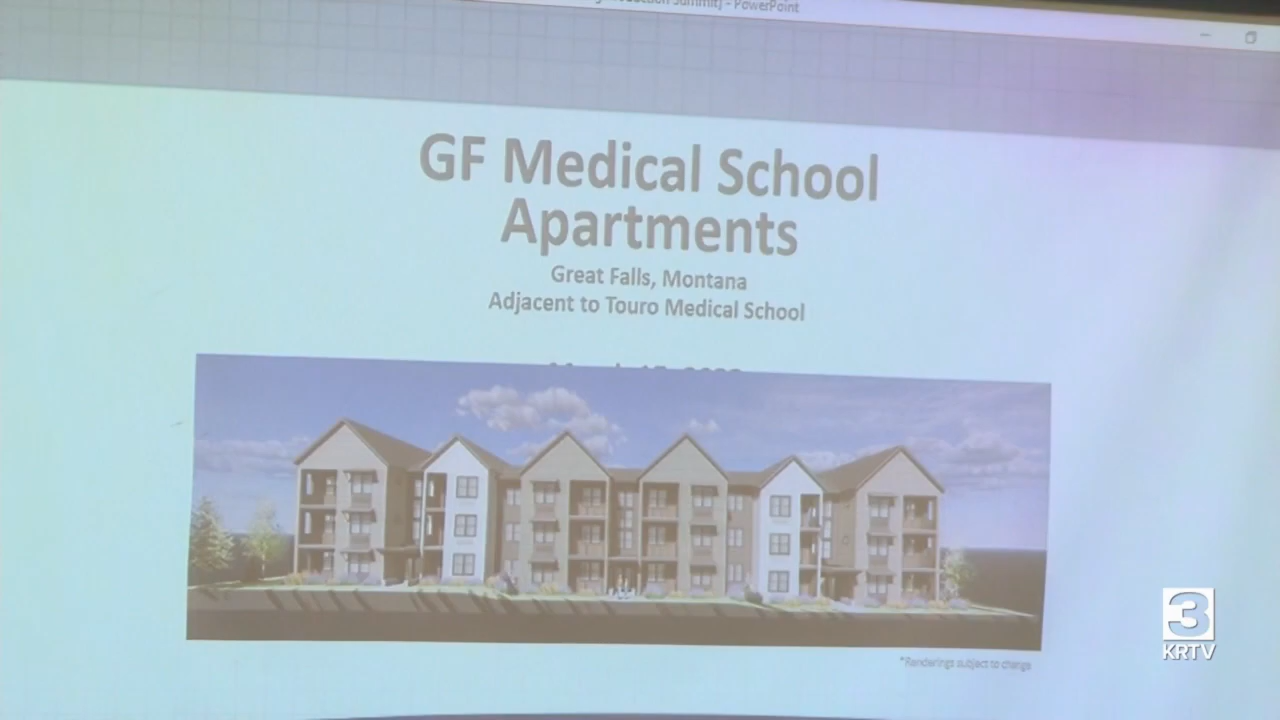 Summit] - PowerPoint
GF Medical School
Apartments
Great Falls, Montana
Adjacent to Touro Medical School
*Renderings subject to change
3
KRTV